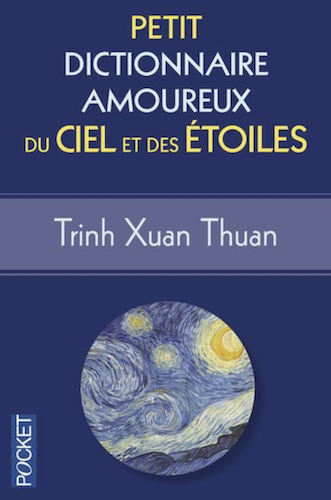 PETIT
DICTIONNAIRE
AMOUREUX
DU CIEL ET DES ÉTOILES
Trinh Xuan Thuan
POCKET